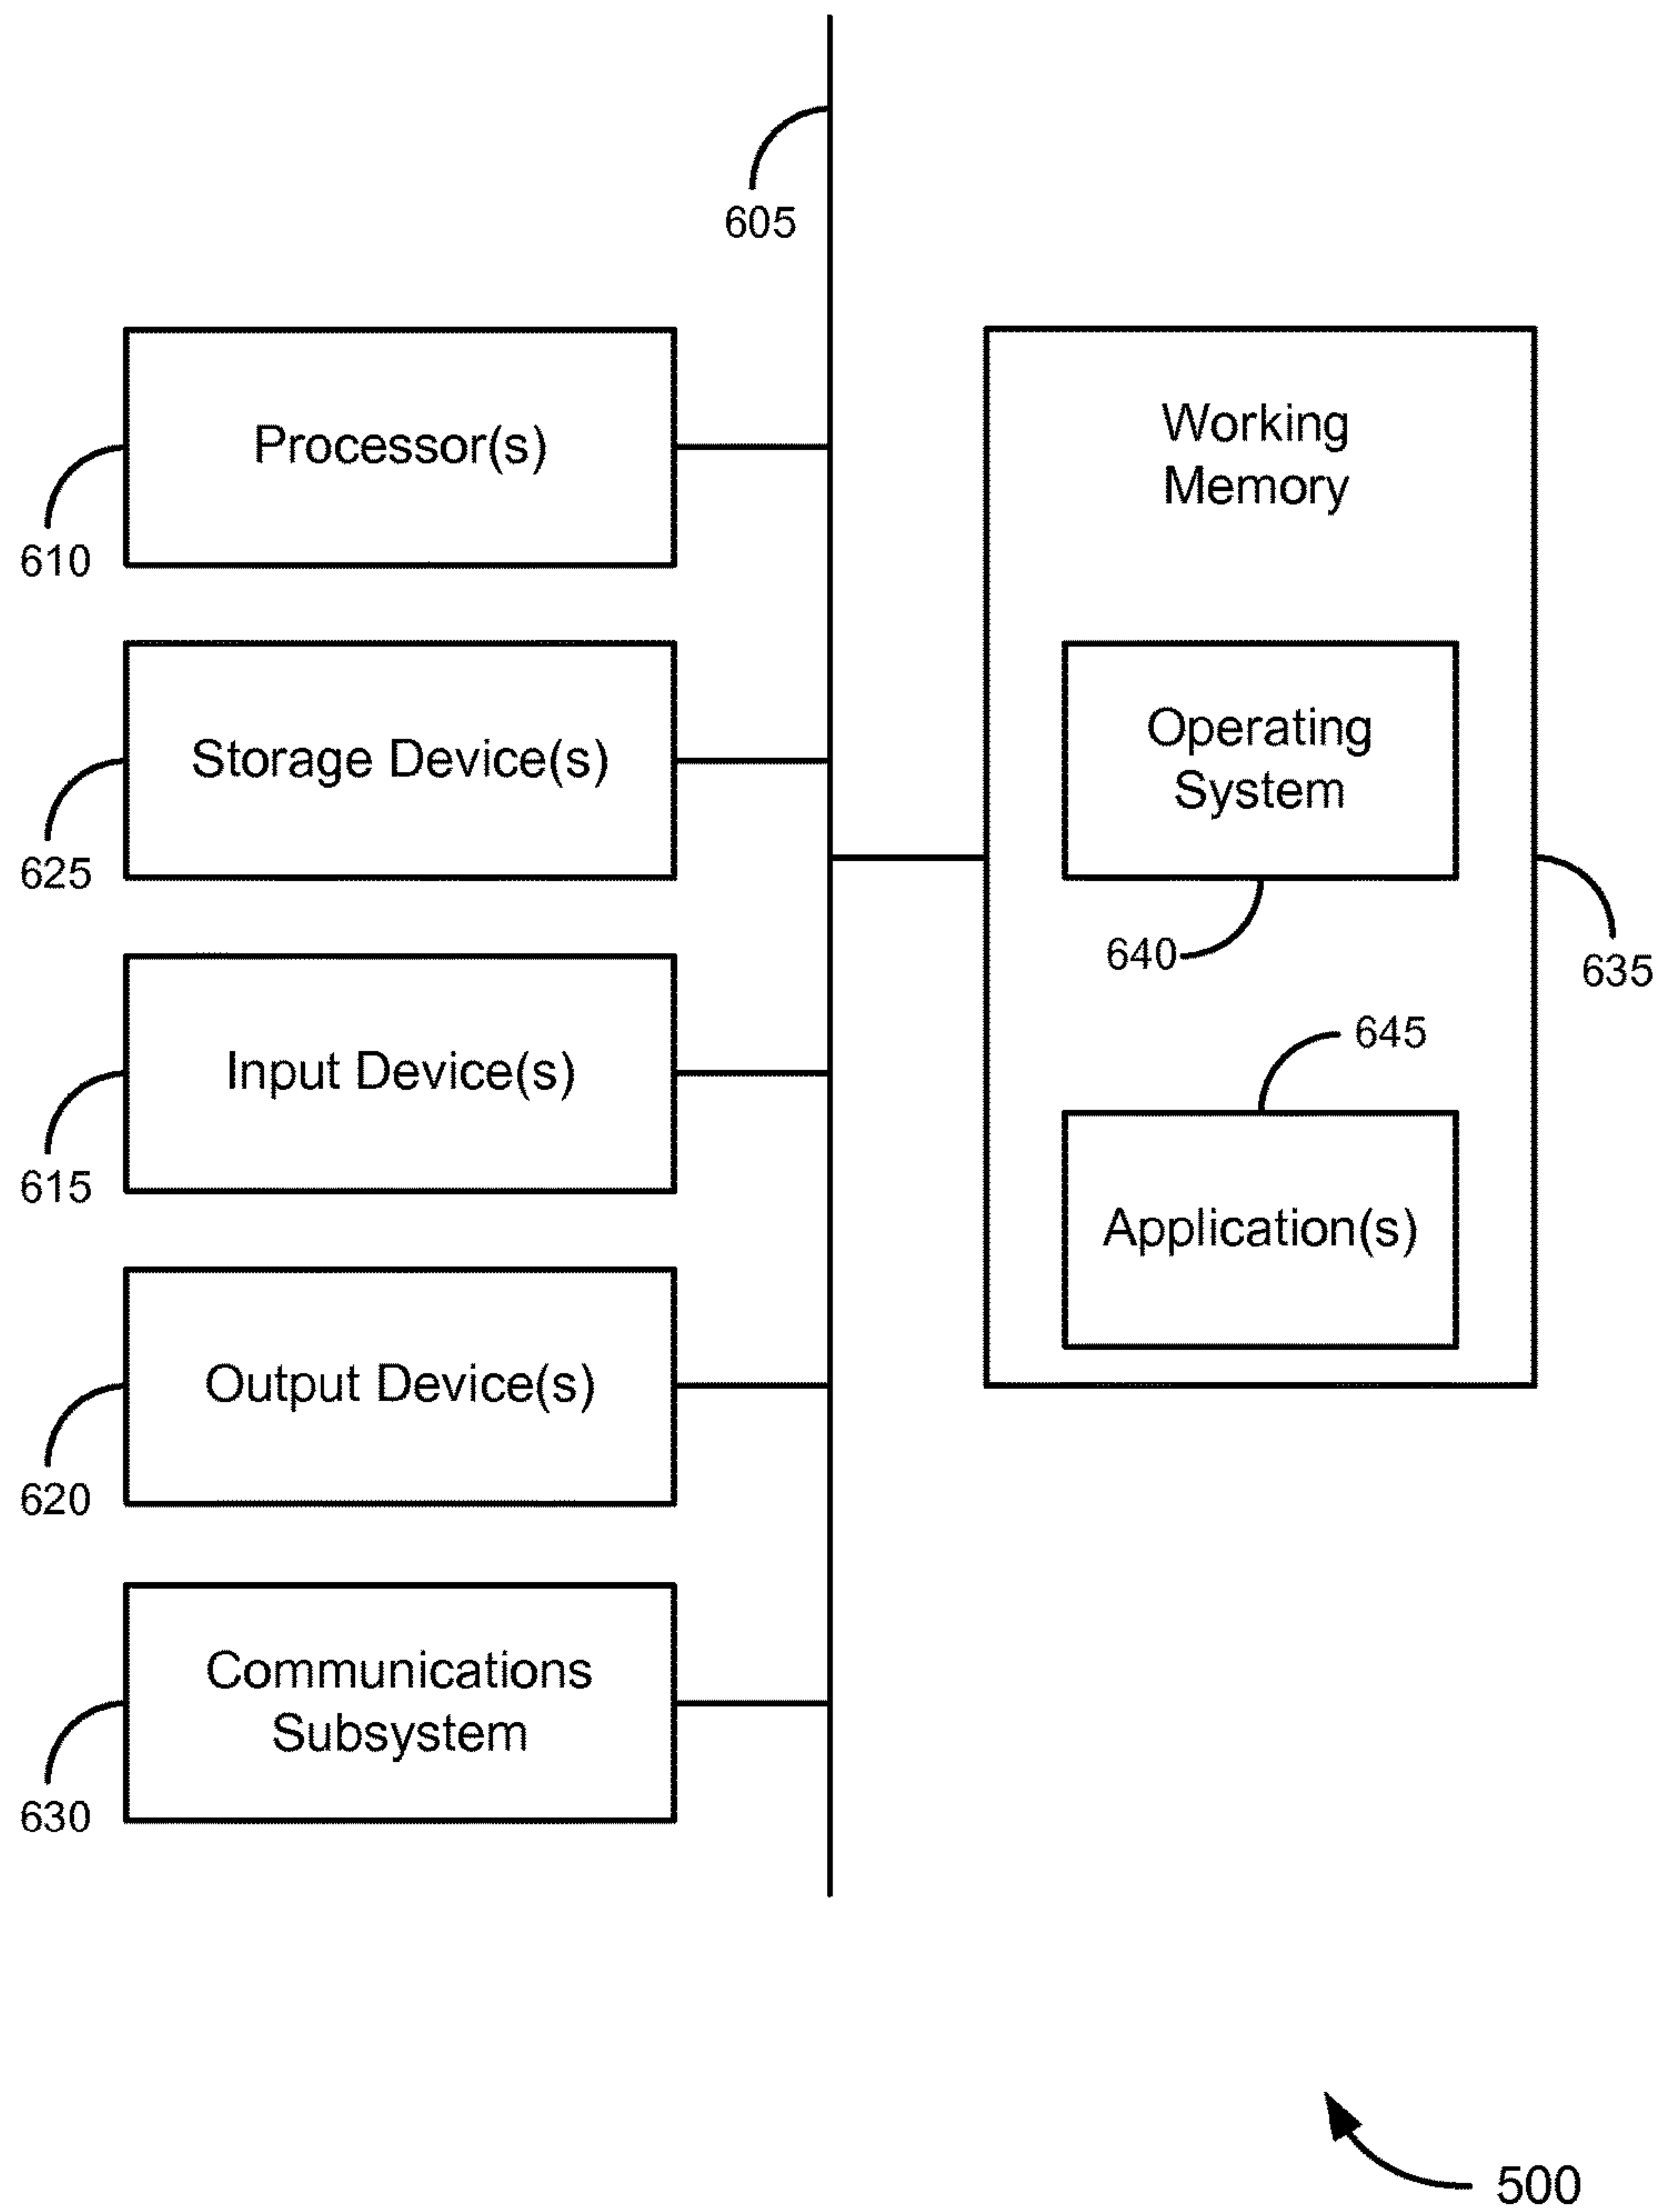 605
Processor(s)
610
Storage Device(s)
625
Input Device(s)
615
Output Device(s)
620
Communications
Subsystem
630
Working
Memory
Operating
System
640
635
645
Application(s)
500